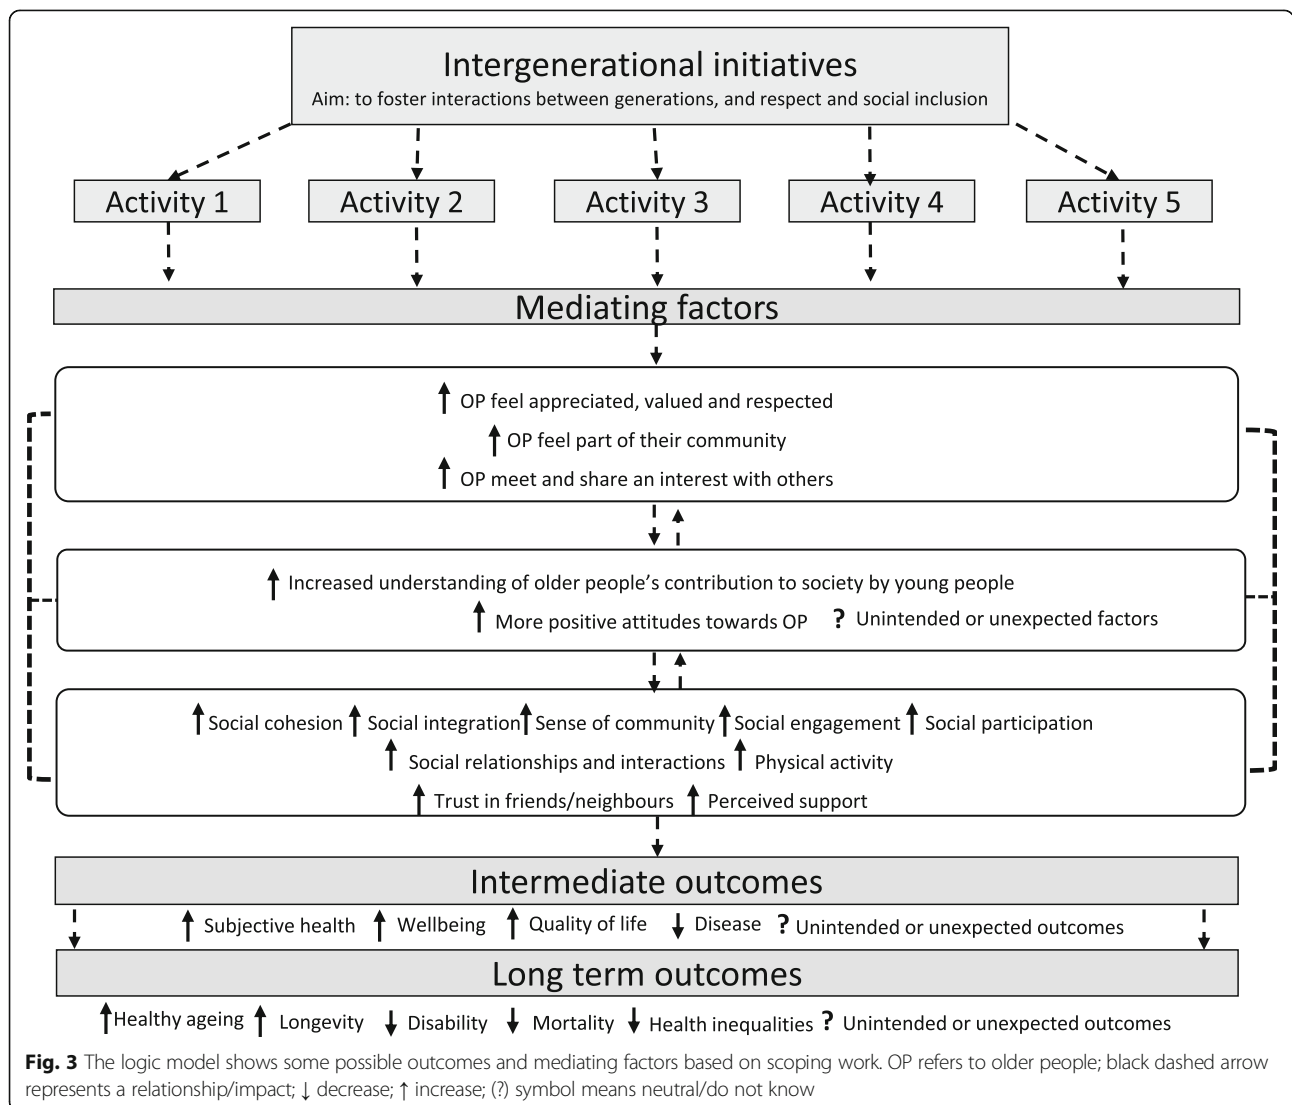 Intergenerational initiatives
Aim: to foster interactions between generations, and respect and social inclusion
Activity 1 Activity 2 Activity 3 Activity 4 Activity 5
Mediating factors
↑ OP feel appreciated, valued and respected
↑ OP feel part of their community
↑ OP meet and share an interest with others
↑ Increased understanding of older people's contribution to society by young people
↑ More positive attitudes towards OP ? Unintended or unexpected factors
↑ Social cohesion ↑ Social integration ↑ Sense of community ↑ Social engagement ↑ Social participation
↑ Social relationships and interactions ↑ Physical activity
↑ Trust in friends/neighbours ↑ Perceived support
Intermediate outcomes
↑ Subjective health ↑ Wellbeing ↑ Quality of life ↓ Disease ? Unintended or unexpected outcomes
Long term outcomes
↑ Healthy ageing ↑ Longevity ↓ Disability ↓ Mortality ↓ Health inequalities ? Unintended or unexpected outcomes
Fig. 3 The logic model shows some possible outcomes and mediating factors based on scoping work. OP refers to older people; black dashed arrow
represents a relationship/impact; ↓ decrease; ↑ increase; (?) symbol means neutral/do not know